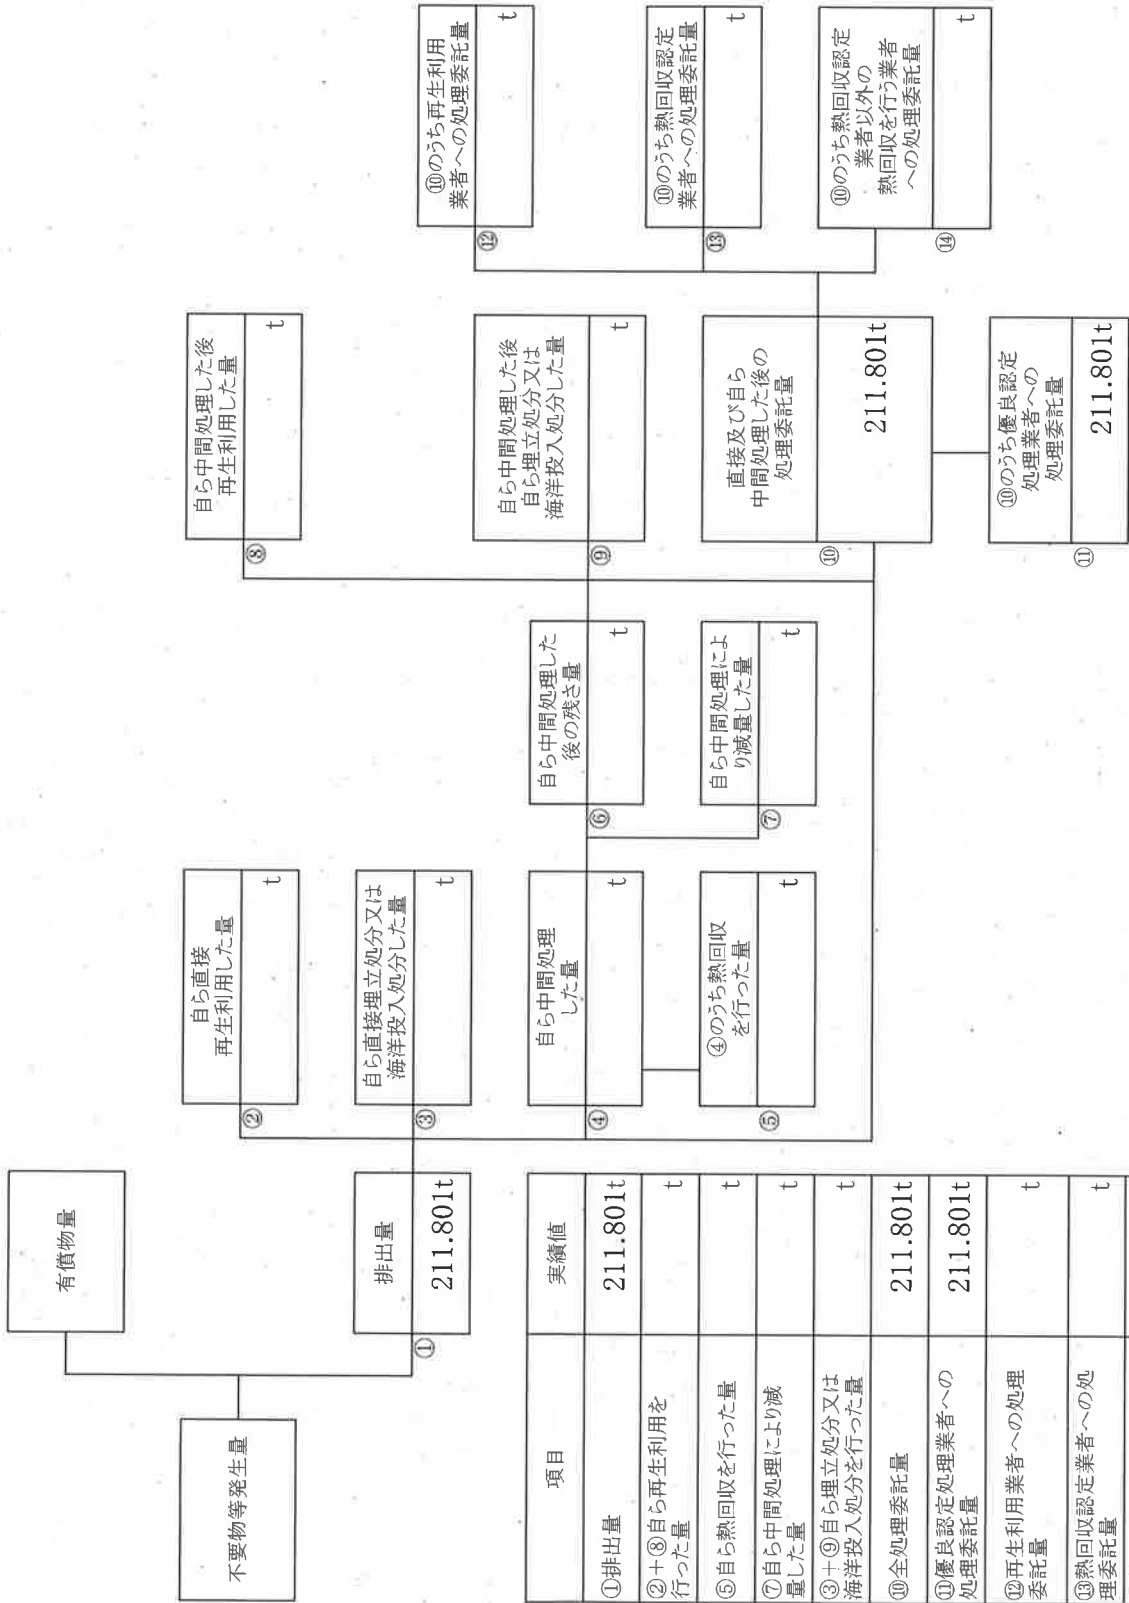 不要物等発生量
有償物量
①
排出量
211.801t
②
自ら直接
再生利用した量
t
③
自ら直接埋立処分又は
海洋投入処分した量
t
④
自ら中間処理
した量
t
⑤
④のうち熱回収
を行った量
t
⑥
自ら中間処理した
後の残さ量
t
⑦
自ら中間処理によ
り減量した量
t
⑧
自ら中間処理した後
再生利用した量
t
⑨
自ら中間処理した後
自ら埋立処分又は
海洋投入処分した量
t
⑩
直接及び自ら
中間処理した後の
処理委託量
211.801t
⑪
⑩のうち優良認定
処理業者への
処理委託量
211.801t
⑫
⑩のうち再生利用
業者への処理委託量
t
⑬
⑩のうち熱回収認定
業者への処理委託量
t
⑭
⑩のうち熱回収認定
業者以外の
熱回収を行う業者
への処理委託量
t
項目
実績値
①排出量
211.801t
②+⑧自ら再生利用を
行った量
t
⑤自ら熱回収を行った量
t
⑦自ら中間処理により減
量した量
t
③+⑨自ら埋立処分又は
海洋投入処分を行った量
t
⑩全処理委託量
211.801t
⑪優良認定処理業者への
処理委託量
211.801t
⑫再生利用業者への処理
委託量
t
⑬熱回収認定業者への処
理委託量
t